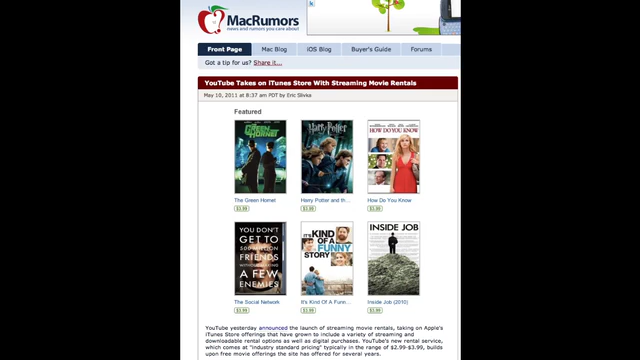 MacRumors
news and rumors you care about!
Front Page Mac Blog iOS Blog Buyer's Guide Forums
Got a tip for us? Share it...
YouTube Takes on iTunes Store With Streaming Movie Rentals
May 10, 2011 at 8:37 am PDT by Eric Slivka
Featured
THE GREEN HORNET
Harry Potter
HOW DO YOU KNOW
The Green Hornet Harry Potter and th... How Do You Know
$3.99 $3.99 $3.99
YOU DON'T
GET TO
500 MILLION
FRIENDS
WITHOUT MAKING
A FEW
ENEMIES
IT'S KIND
OF A
FUNNY
STORY
INSIDE JOB
The Social Network It's Kind Of A Funn... Inside Job (2010)
$3.99 $3.99 $3.99
YouTube yesterday announced the launch of streaming movie rentals, taking on Apple's
iTunes Store offerings that have grown to include a variety of streaming and
downloadable rental options as well as digital purchases. YouTube's new rental service,
which comes at "industry standard pricing" typically in the range of $2.99-$3.99, builds
upon free movie offerings the site has offered for several years.